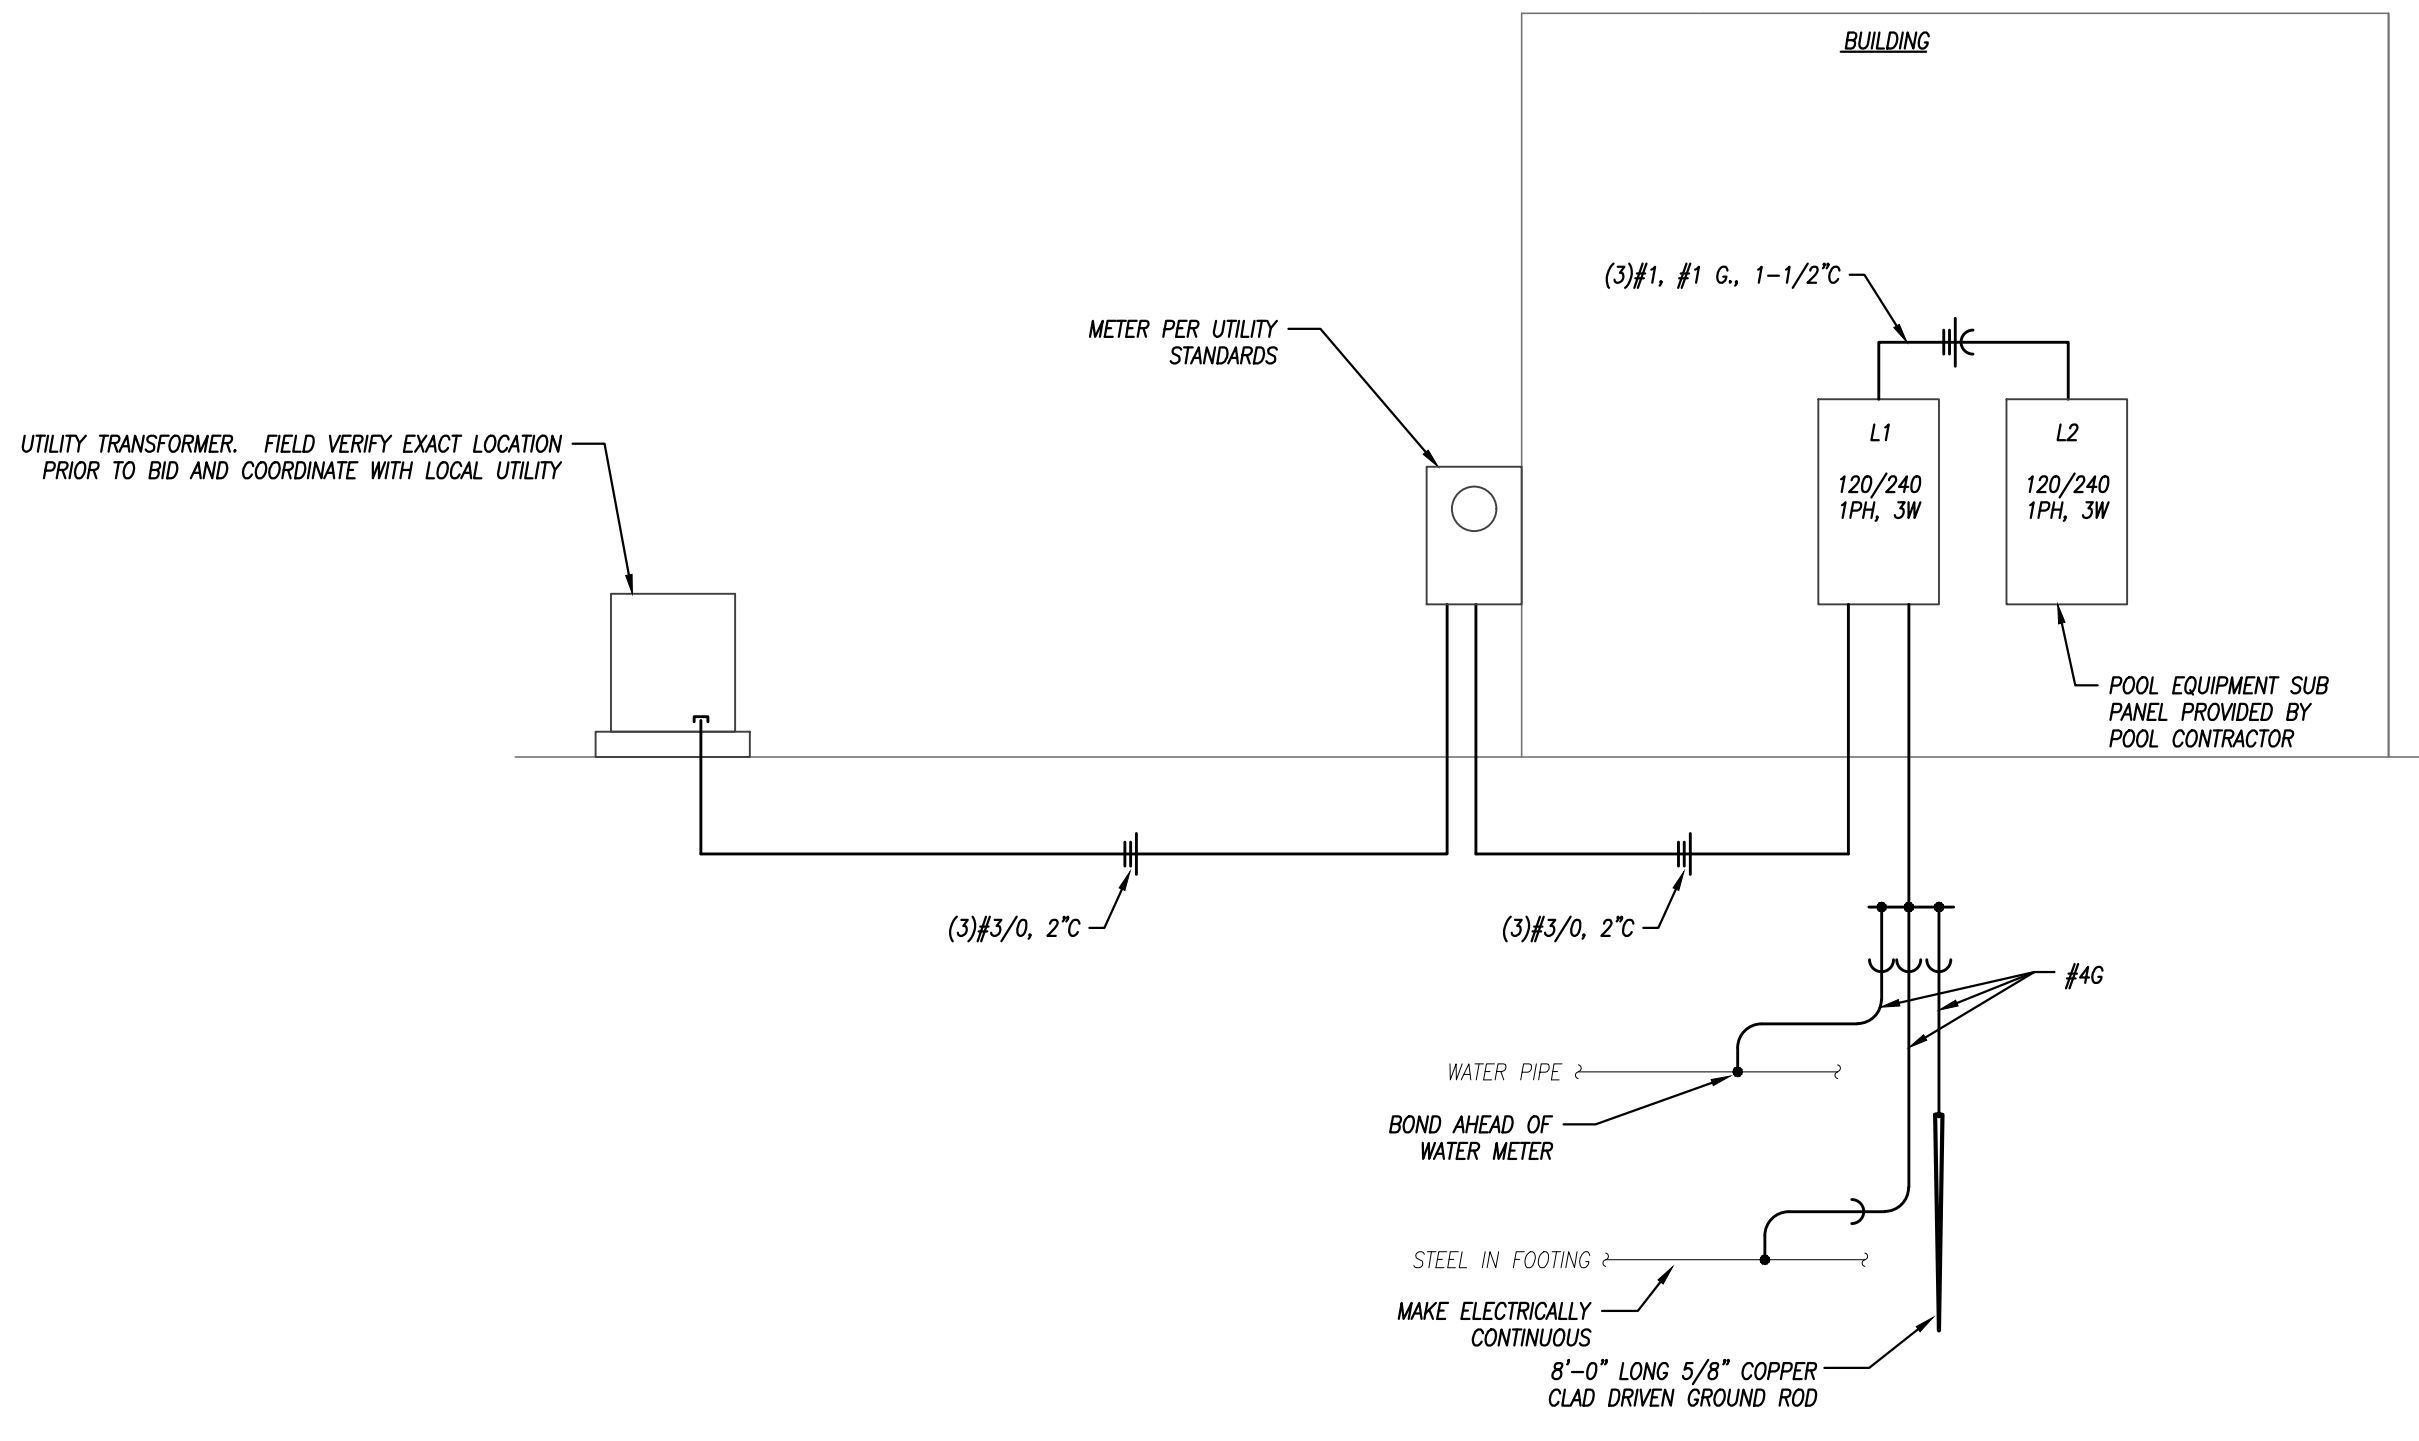 BUILDING
(3)#1, #1 G., 1-1/2"C
METER PER UTILITY
STANDARDS
UTILITY TRANSFORMER. FIELD VERIFY EXACT LOCATION
PRIOR TO BID AND COORDINATE WITH LOCAL UTILITY
L1
120/240
1PH, 3W
L2
120/240
1PH, 3W
POOL EQUIPMENT SUB
PANEL PROVIDED BY
POOL CONTRACTOR
(3)#3/0, 2"C
(3)#3/0, 2"C
#4G
WATER PIPE
BOND AHEAD OF
WATER METER
STEEL IN FOOTING
MAKE ELECTRICALLY
CONTINUOUS
8'-0" LONG 5/8" COPPER
CLAD DRIVEN GROUND ROD